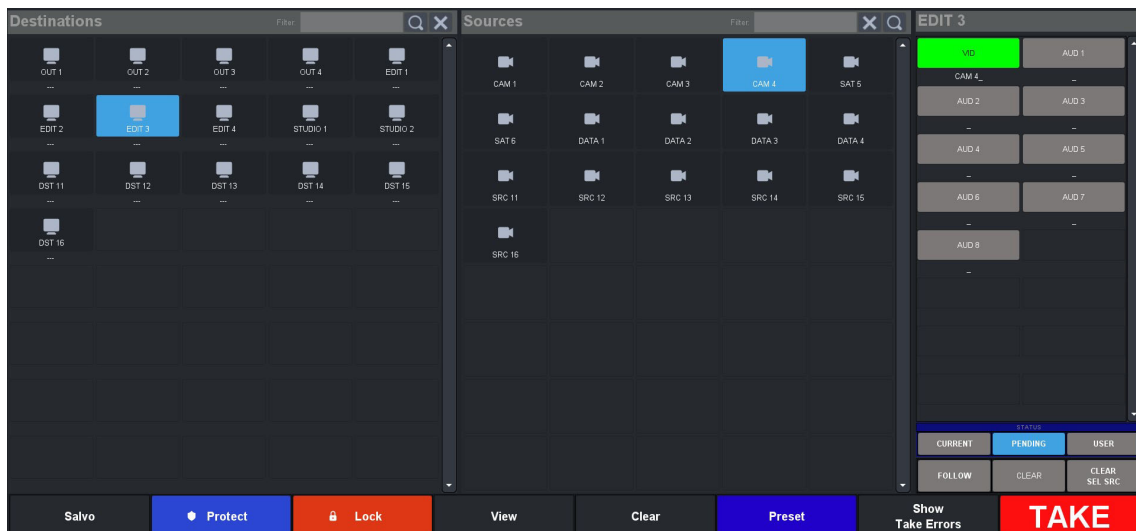 Destinations Filter Sources Filter EDIT 3
OUT 1 OUT 2 OUT 3 OUT 4 EDIT 1
--- --- --- --- ---
EDIT 2 EDIT 3 EDIT 4 STUDIO 1 STUDIO 2
--- --- --- --- ---
DST 11 DST 12 DST 13 DST 14 DST 15
--- --- --- --- ---
DST 16
---
CAM 1 CAM 2 CAM 3 CAM 4 SAT 5
SAT 6 DATA 1 DATA 2 DATA 3 DATA 4
SRC 11 SRC 12 SRC 13 SRC 14 SRC 15
SRC 16
VID AUD 1
CAM 4_ _
AUD 2 AUD 3
_ _
AUD 4 AUD 5
_ _
AUD 6 AUD 7
_ _
AUD 8
_
STATUS
CURRENT PENDING USER
FOLLOW CLEAR CLEAR
SEL SRC
Salvo Protect Lock View Clear Preset Show
Take Errors TAKE